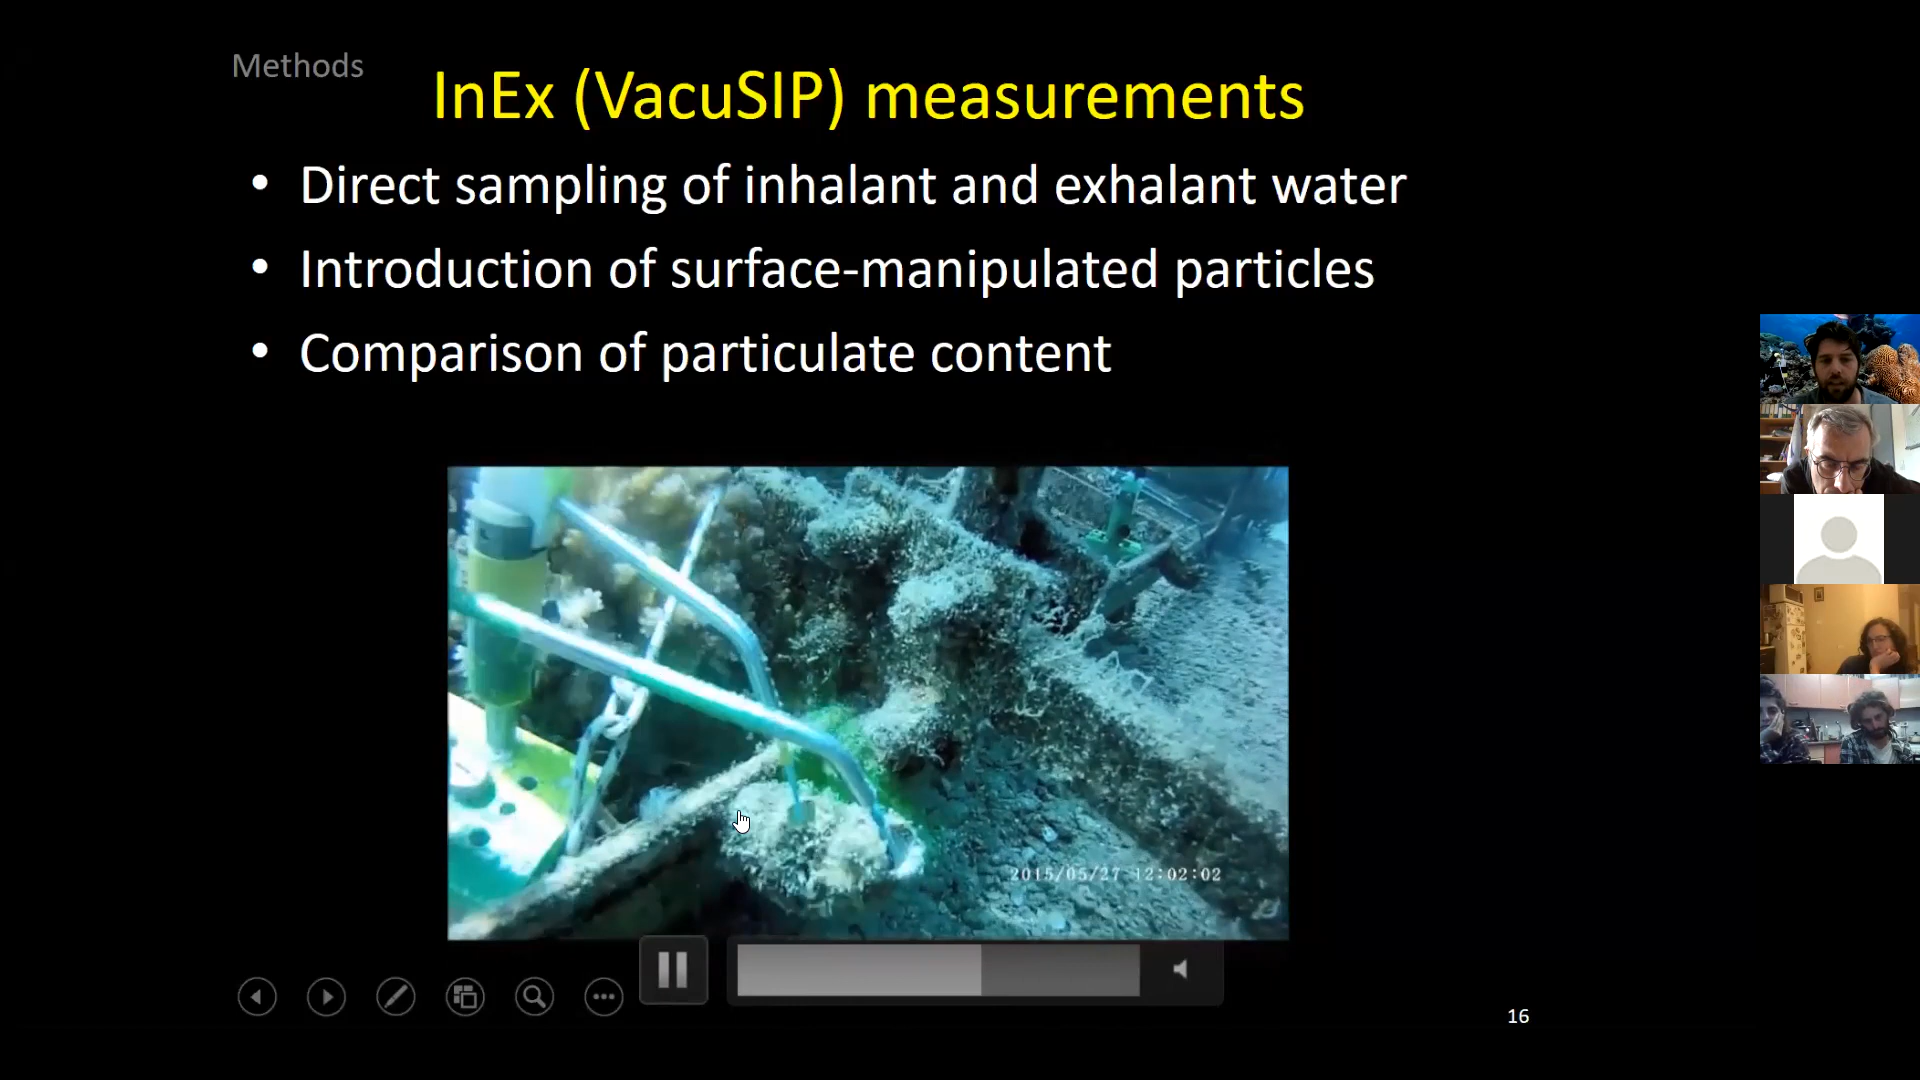 Methods
InEx (VacuSIP) measurements
• Direct sampling of inhalant and exhalant water
• Introduction of surface-manipulated particles
• Comparison of particulate content
2015/05/27 12:02:02
16